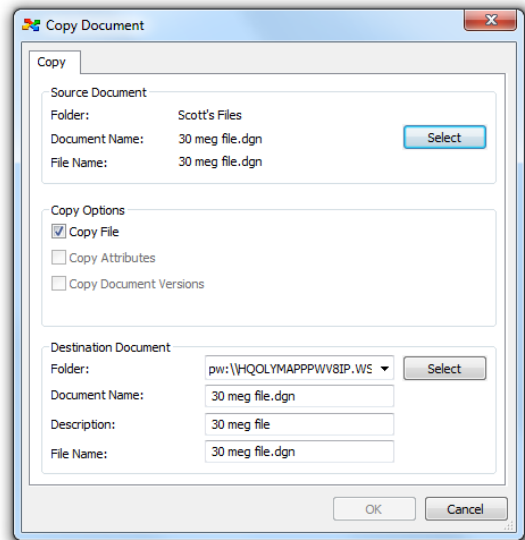 Copy Document
X
Copy
Source Document
Folder: Scott's Files
Document Name: 30 meg file.dgn Select
File Name: 30 meg file.dgn
Copy Options
Copy File
Copy Attributes
Copy Document Versions
Destination Document
Folder: pw:\\HQOLYMAPPPWV8IP.WS Select
Document Name: 30 meg file.dgn
Description: 30 meg file
File Name: 30 meg file.dgn
OK Cancel